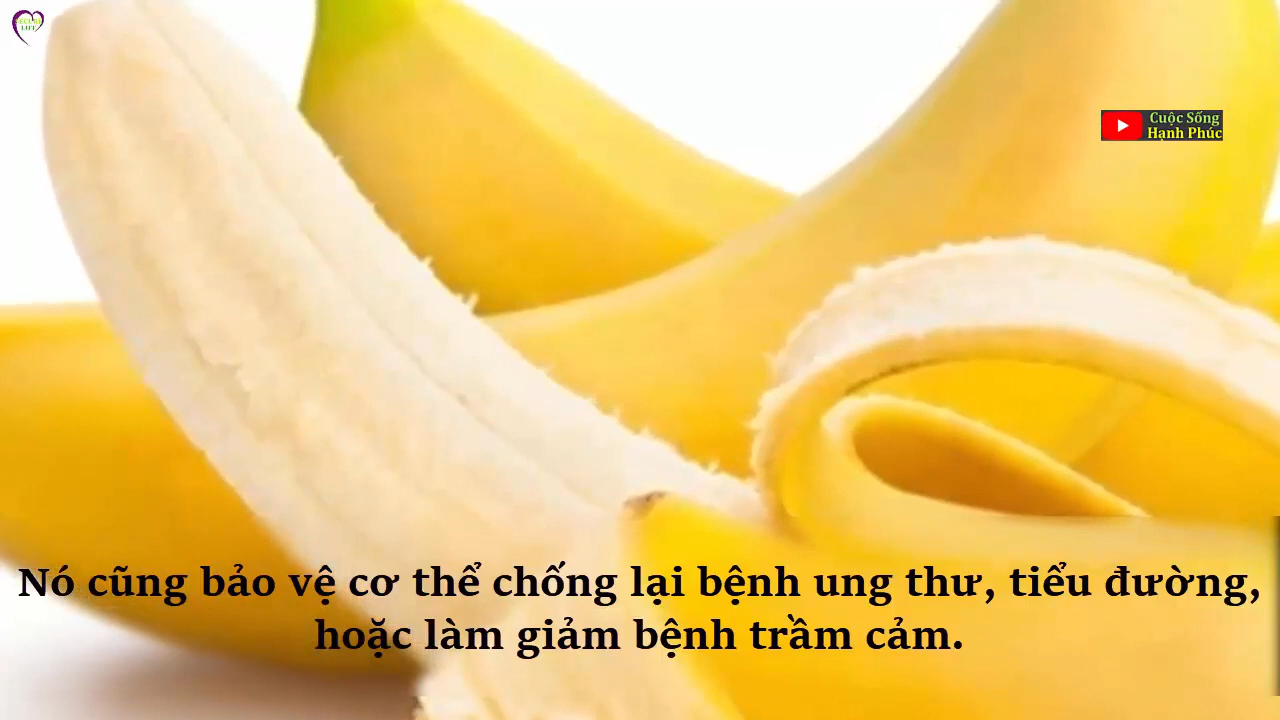 Cuộc Sống
Hạnh Phúc
Nó cũng bảo vệ cơ thể chống lại bệnh ung thư, tiểu đường,
hoặc làm giảm bệnh trầm cảm.